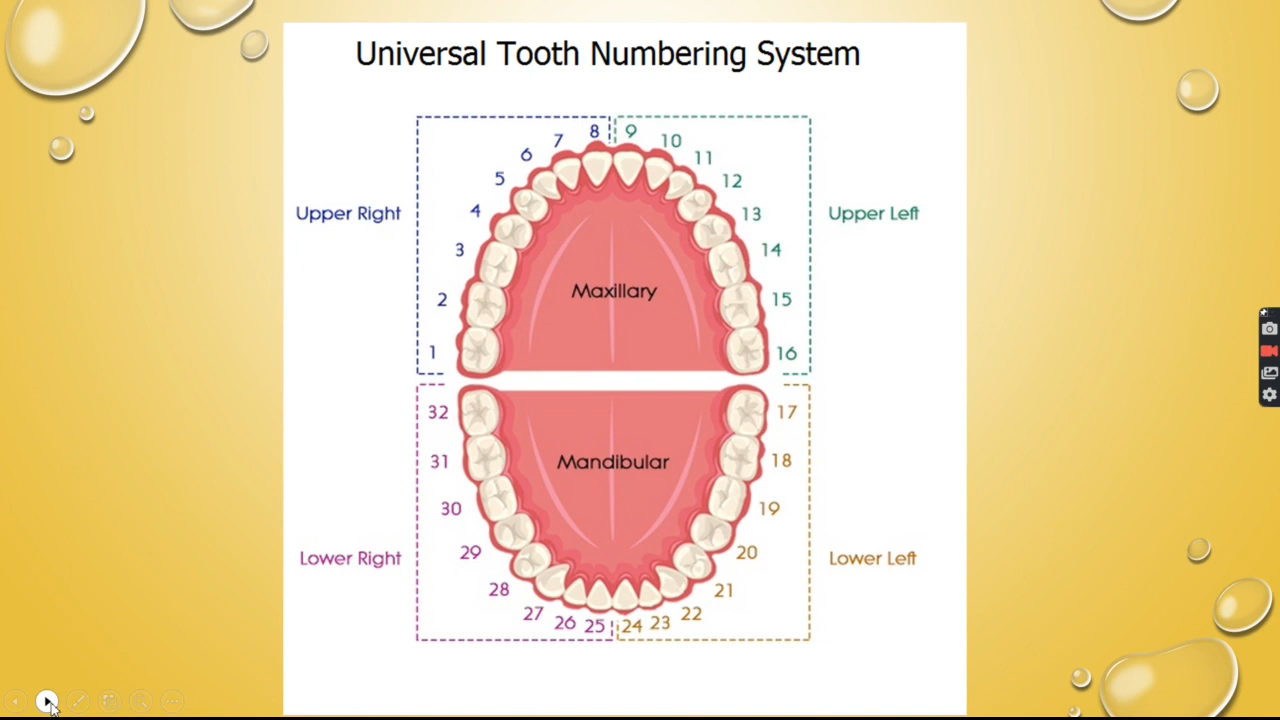 Universal Tooth Numbering System
8 9
7 10
6 11
5 12
4 13
Upper Right Upper Left
3 14
Maxillary
2 15
1 16
32 17
31 Mandibular 18
30 19
29 20
Lower Right Lower Left
28 21
27 22
26 25 24 23